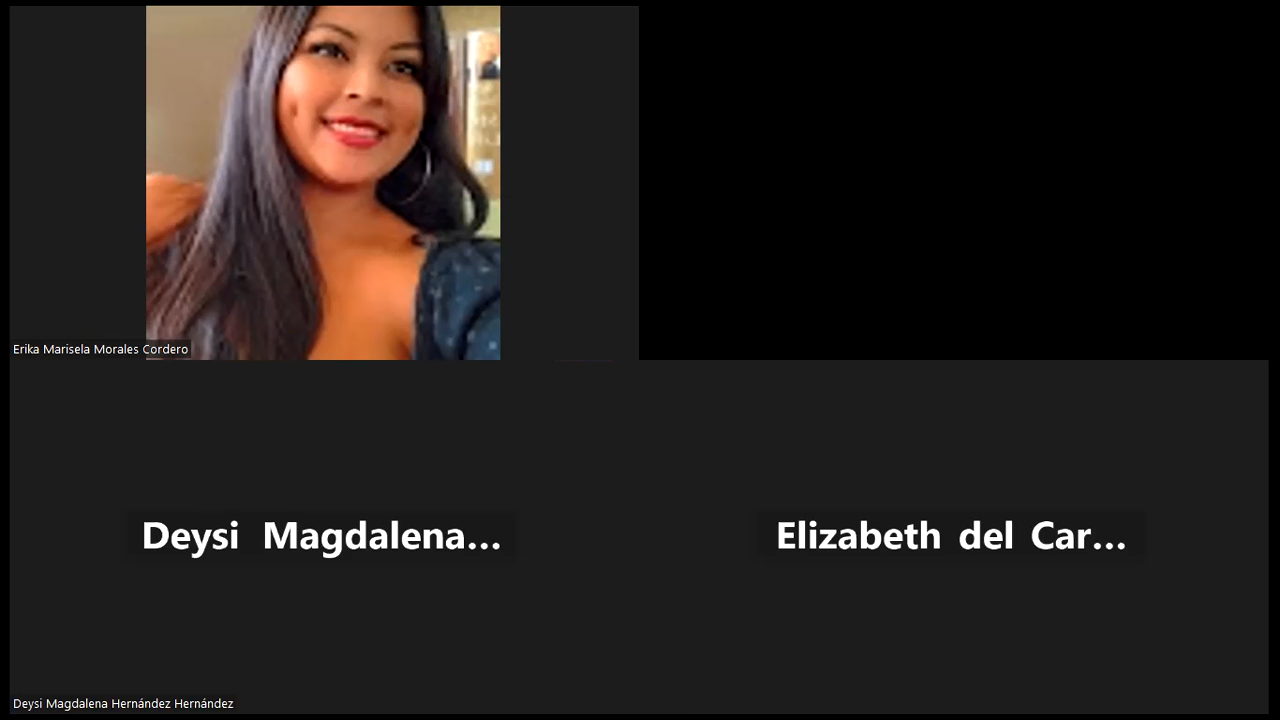 Erika Marisela Morales Cordero
Deysi Magdalena...
Elizabeth del Car...
Deysi Magdalena Hernández Hernández